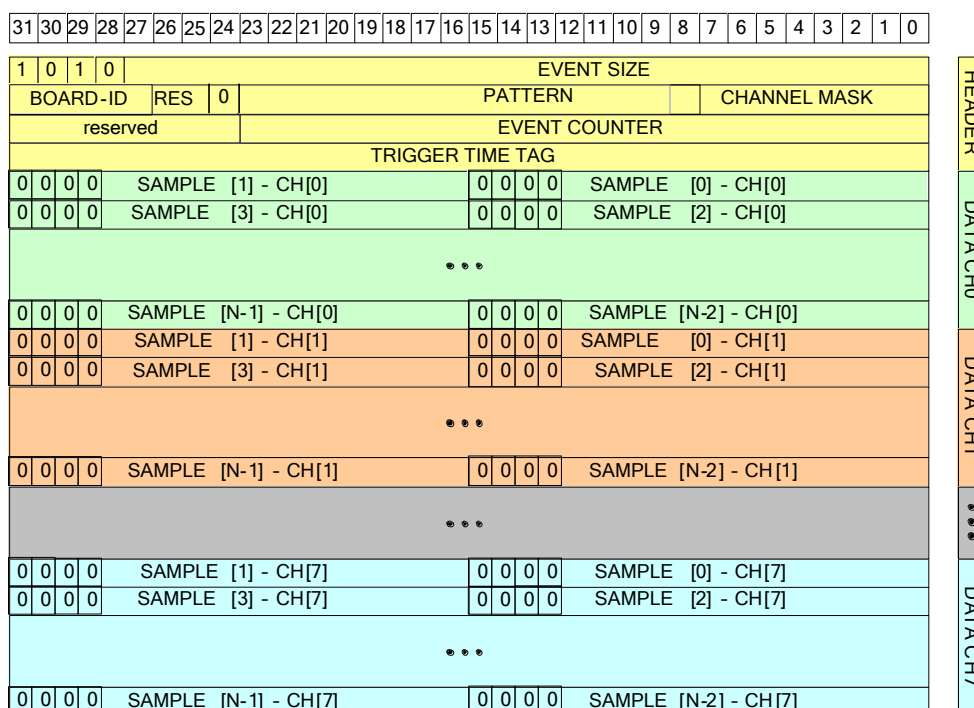 31 30 29 28 27 26 25 24 23 22 21 20 19 18 17 16 15 14 13 12 11 10 9 8 7 6 5 4 3 2 1 0
1 0 1 0 EVENT SIZE
BOARD-ID RES 0 PATTERN CHANNEL MASK
reserved EVENT COUNTER
TRIGGER TIME TAG
HEADER
0 0 0 0 SAMPLE [1] - CH[0] 0 0 0 0 SAMPLE [0] - CH[0]
0 0 0 0 SAMPLE [3] - CH[0] 0 0 0 0 SAMPLE [2] - CH[0]
...
0 0 0 0 SAMPLE [N-1] - CH[0] 0 0 0 0 SAMPLE [N-2] - CH[0]
DATA CH0
0 0 0 0 SAMPLE [1] - CH[1] 0 0 0 0 SAMPLE [0] - CH[1]
0 0 0 0 SAMPLE [3] - CH[1] 0 0 0 0 SAMPLE [2] - CH[1]
...
0 0 0 0 SAMPLE [N-1] - CH[1] 0 0 0 0 SAMPLE [N-2] - CH[1]
DATA CH1
...
...
0 0 0 0 SAMPLE [1] - CH[7] 0 0 0 0 SAMPLE [0] - CH[7]
0 0 0 0 SAMPLE [3] - CH[7] 0 0 0 0 SAMPLE [2] - CH[7]
...
0 0 0 0 SAMPLE [N-1] - CH[7] 0 0 0 0 SAMPLE [N-2] - CH[7]
DATA CH7